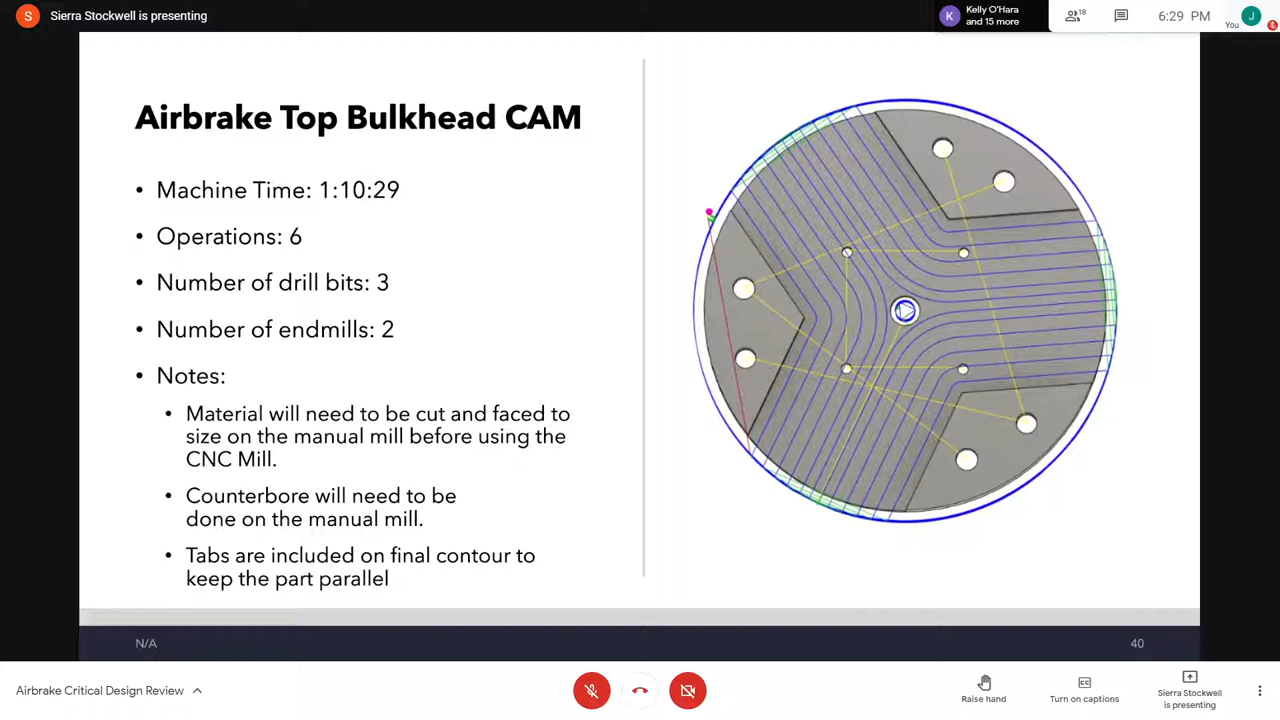 S Sierra Stockwell is presenting
K Kelly O'Hara
and 15 more
18
6:29 PM
J
You
Airbrake Top Bulkhead CAM
• Machine Time: 1:10:29
• Operations: 6
• Number of drill bits: 3
• Number of endmills: 2
• Notes:
• Material will need to be cut and faced to
size on the manual mill before using the
CNC Mill.
• Counterbore will need to be
done on the manual mill.
• Tabs are included on final contour to
keep the part parallel
N/A
40
Airbrake Critical Design Review
Raise hand
Turn on captions
Sierra Stockwell
is presenting